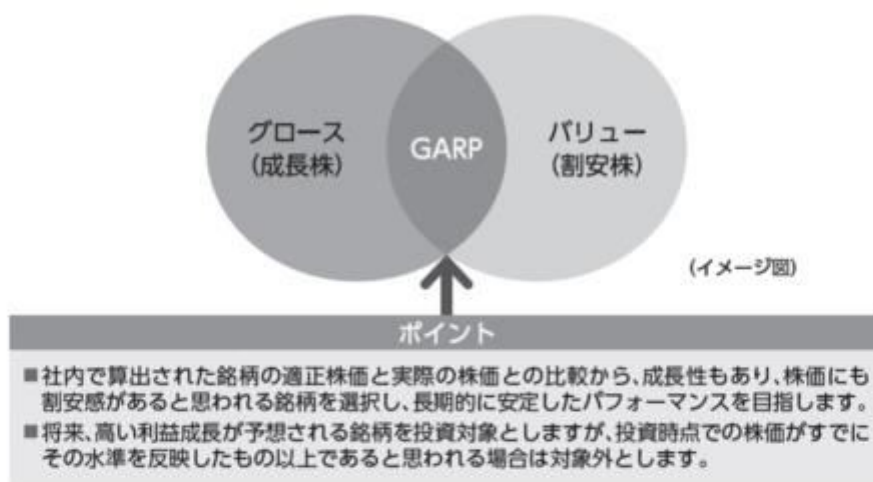 グロース
(成長株)
GARP
バリュー
(割安株)
(イメージ図)
ポイント
■社内で算出された銘柄の適正株価と実際の株価との比較から、成長性もあり、株価にも
割安感があると思われる銘柄を選択し、長期的に安定したパフォーマンスを目指します。
■将来、高い利益成長が予想される銘柄を投資対象としますが、投資時点での株価がすでに
その水準を反映したもの以上であると思われる場合は対象外とします。